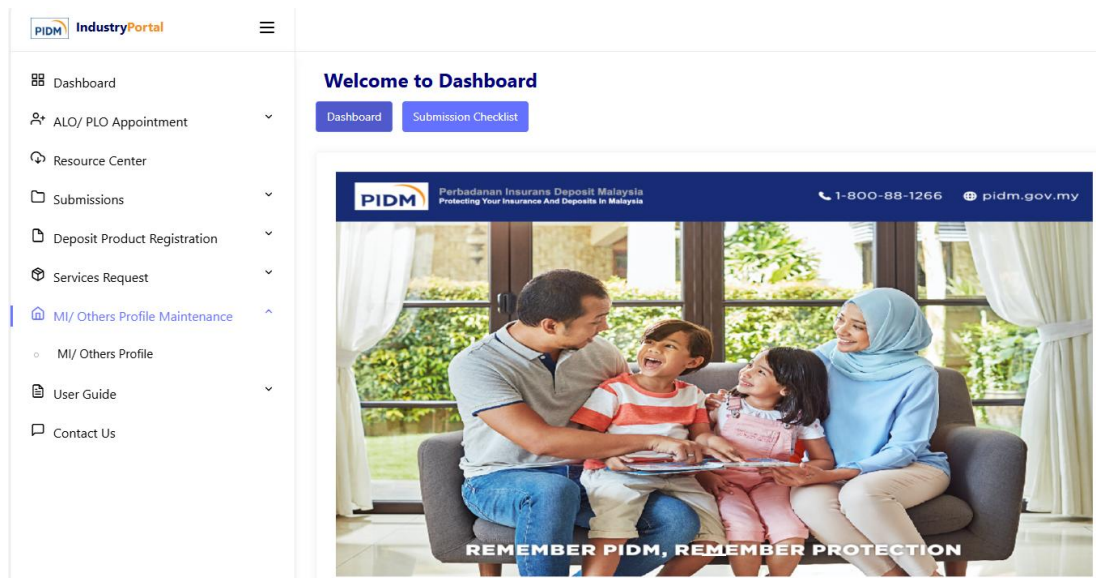 PIDM IndustryPortal
Dashboard
ALO/ PLO Appointment
Resource Center
Submissions
Deposit Product Registration
Services Request
MI/ Others Profile Maintenance
MI/ Others Profile
User Guide
Contact Us
Welcome to Dashboard
Dashboard Submission Checklist
PIDM
Perbadanan Insurans Deposit Malaysia
Protecting Your Insurance And Deposits In Malaysia
1-800-88-1266 pidm.gov.my
REMEMBER PIDM, REMEMBER PROTECTION